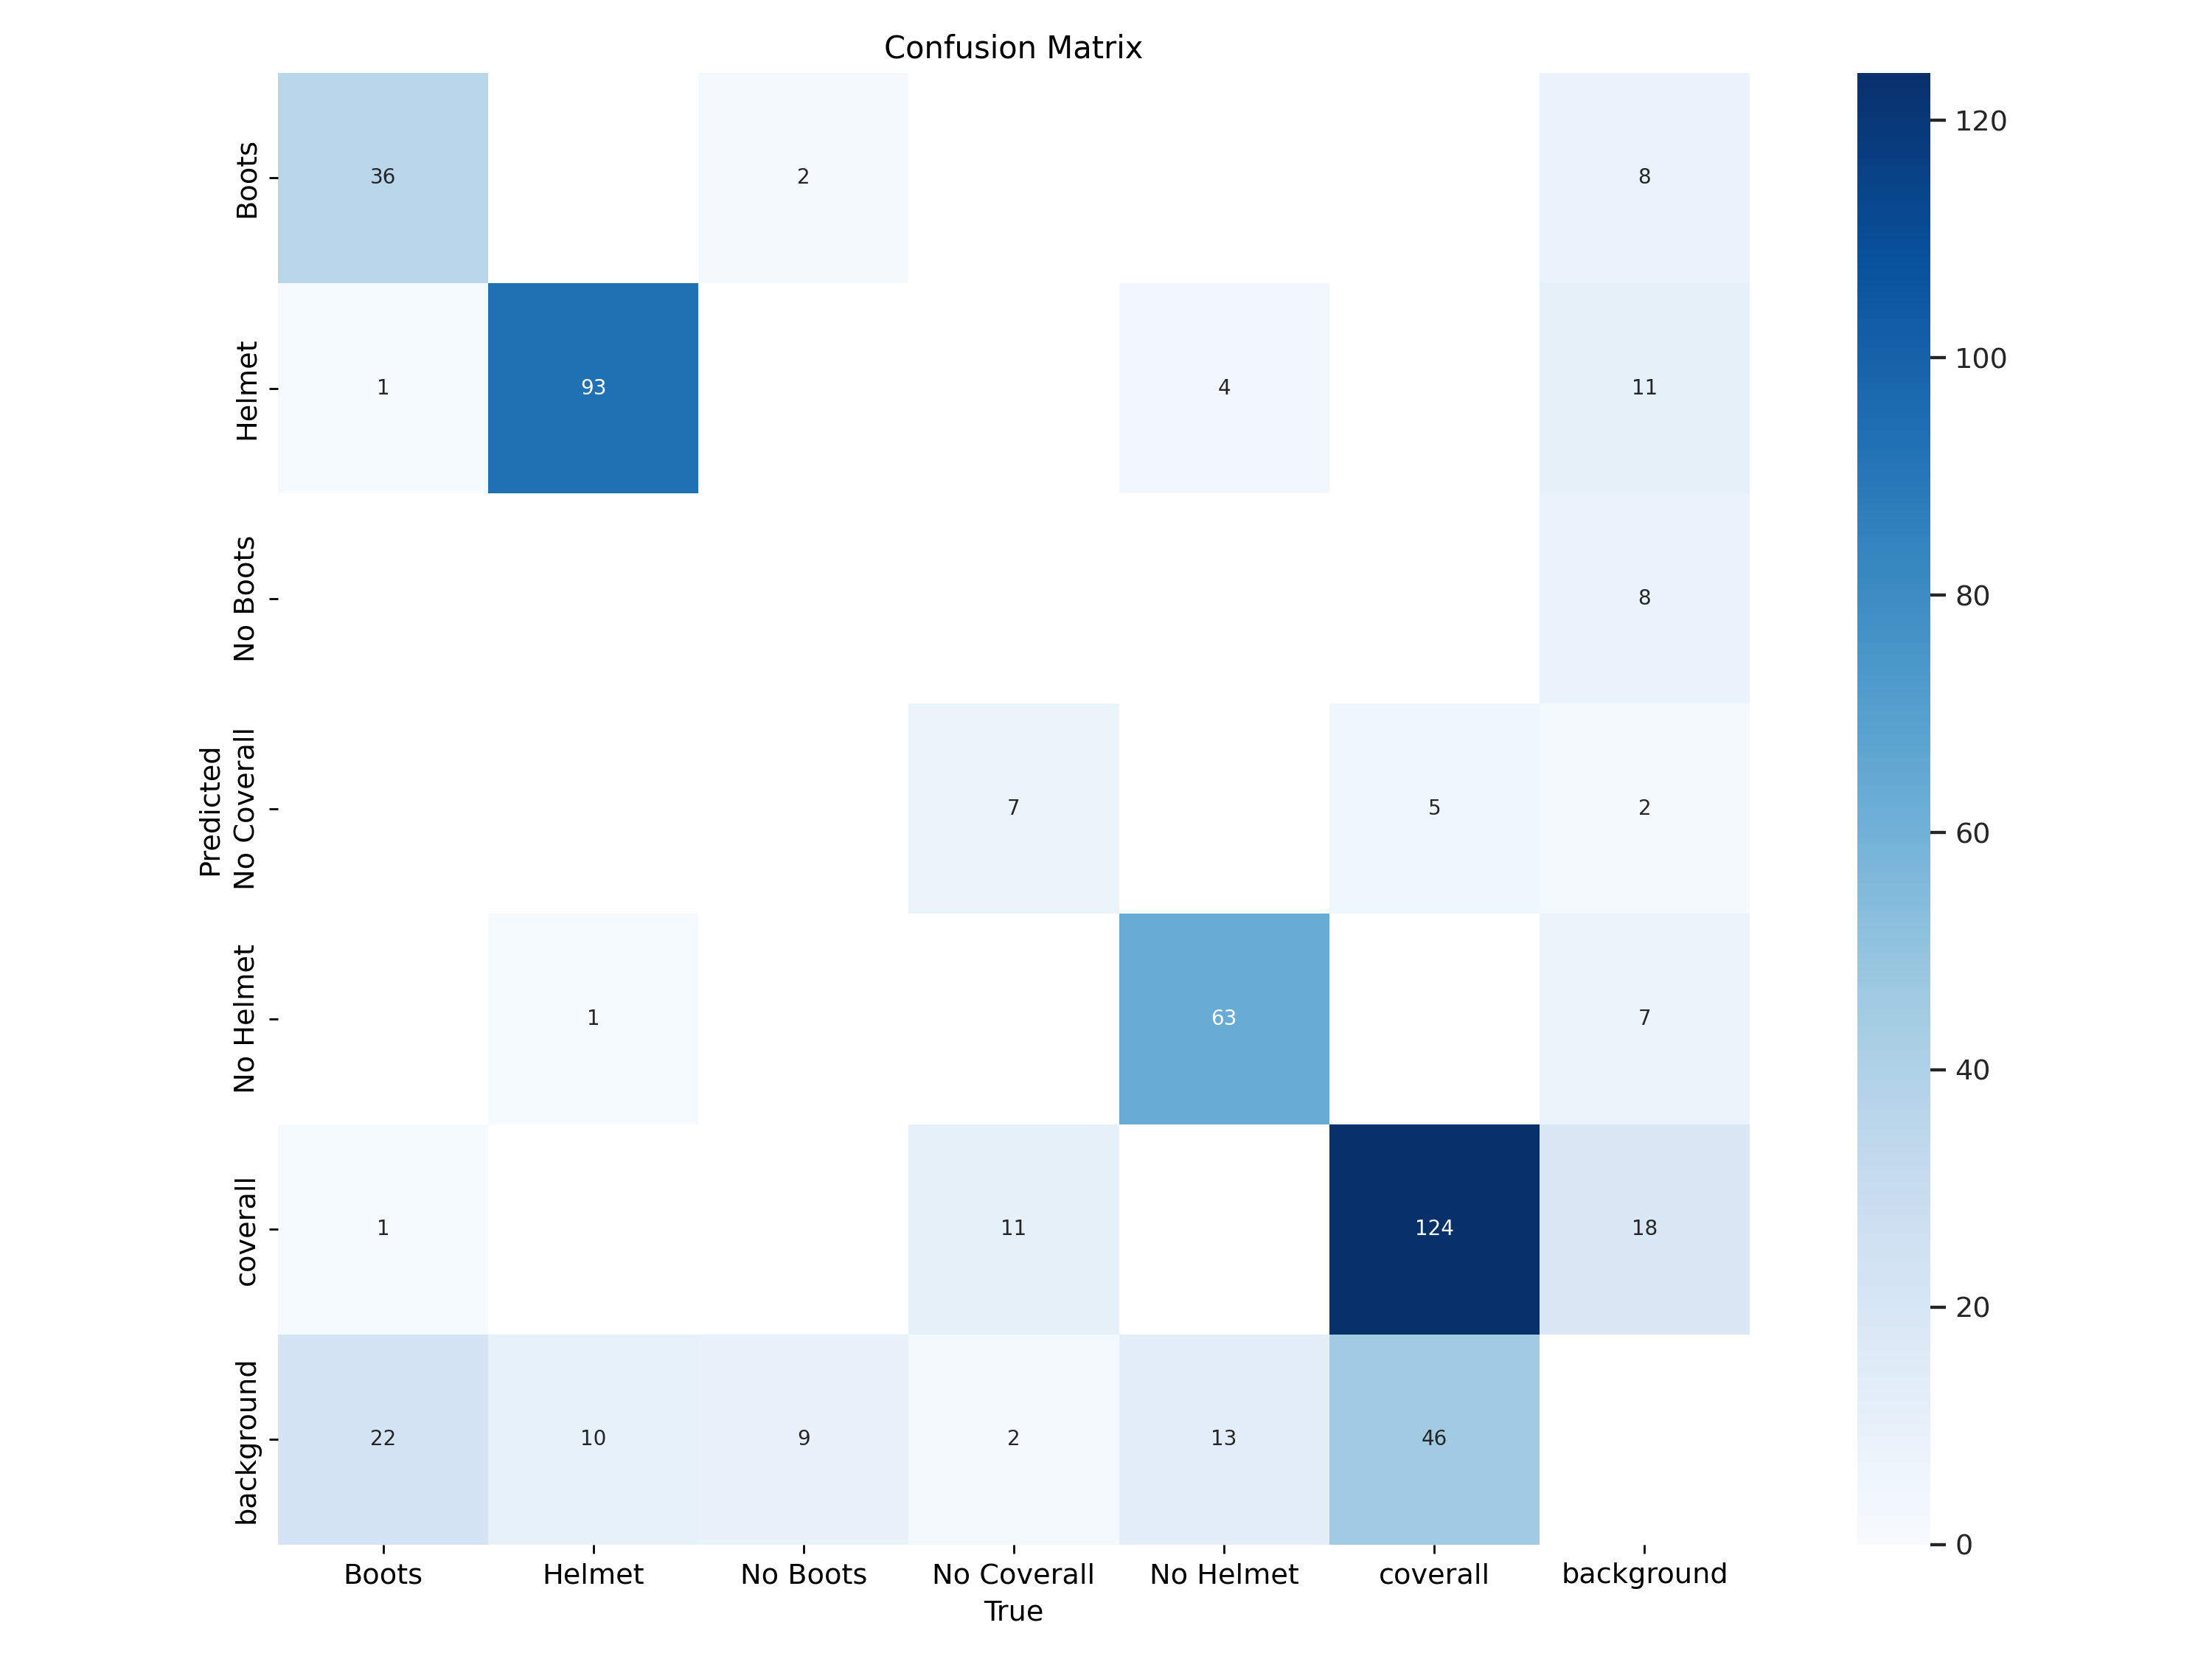 Confusion Matrix
Predicted
Boots 36 2 8
Helmet 1 93 4 11
No Boots 8
No Coverall 7 5 2
No Helmet 1 63 7
coverall 1 11 124 18
background 22 10 9 2 13 46
Boots Helmet No Boots No Coverall No Helmet coverall background
True
120
100
80
60
40
20
0